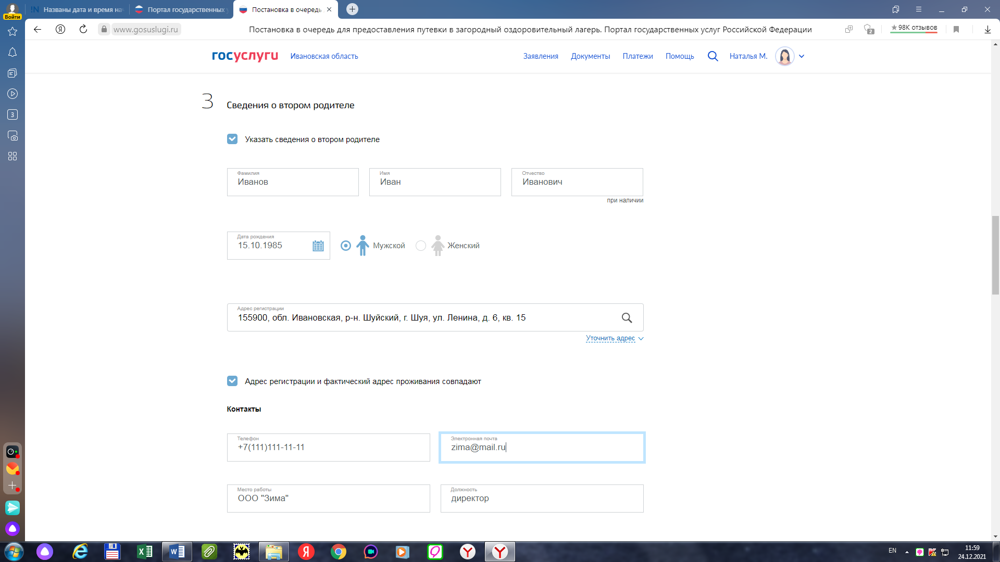 Войти
Названы дата и время на
Портал государственных
Постановка в очередь
www.gosuslugi.ru
Постановка в очередь для предоставления путевки в загородный оздоровительный лагерь. Портал государственных услуг Российской Федерации
2
★ 98К отзывов
госуслуги
Ивановская область
Заявления
Документы
Платежи
Помощь
Наталья М.
3
3
Сведения о втором родителе
Указать сведения о втором родителе
Фамилия
Иванов
Имя
Иван
Отчество
Иванович
при наличии
Дата рождения
15.10.1985
Мужской
Женский
Адрес регистрации
155900, обл. Ивановская, р-н. Шуйский, г. Шуя, ул. Ленина, д. 6, кв. 15
Уточнить адрес
Адрес регистрации и фактический адрес проживания совпадают
Контакты
Телефон
+7(111)111-11-11
Электронная почта
zima@mail.ru
Место работы
ООО "Зима"
Должность
директор
EN
11:59
24.12.2021